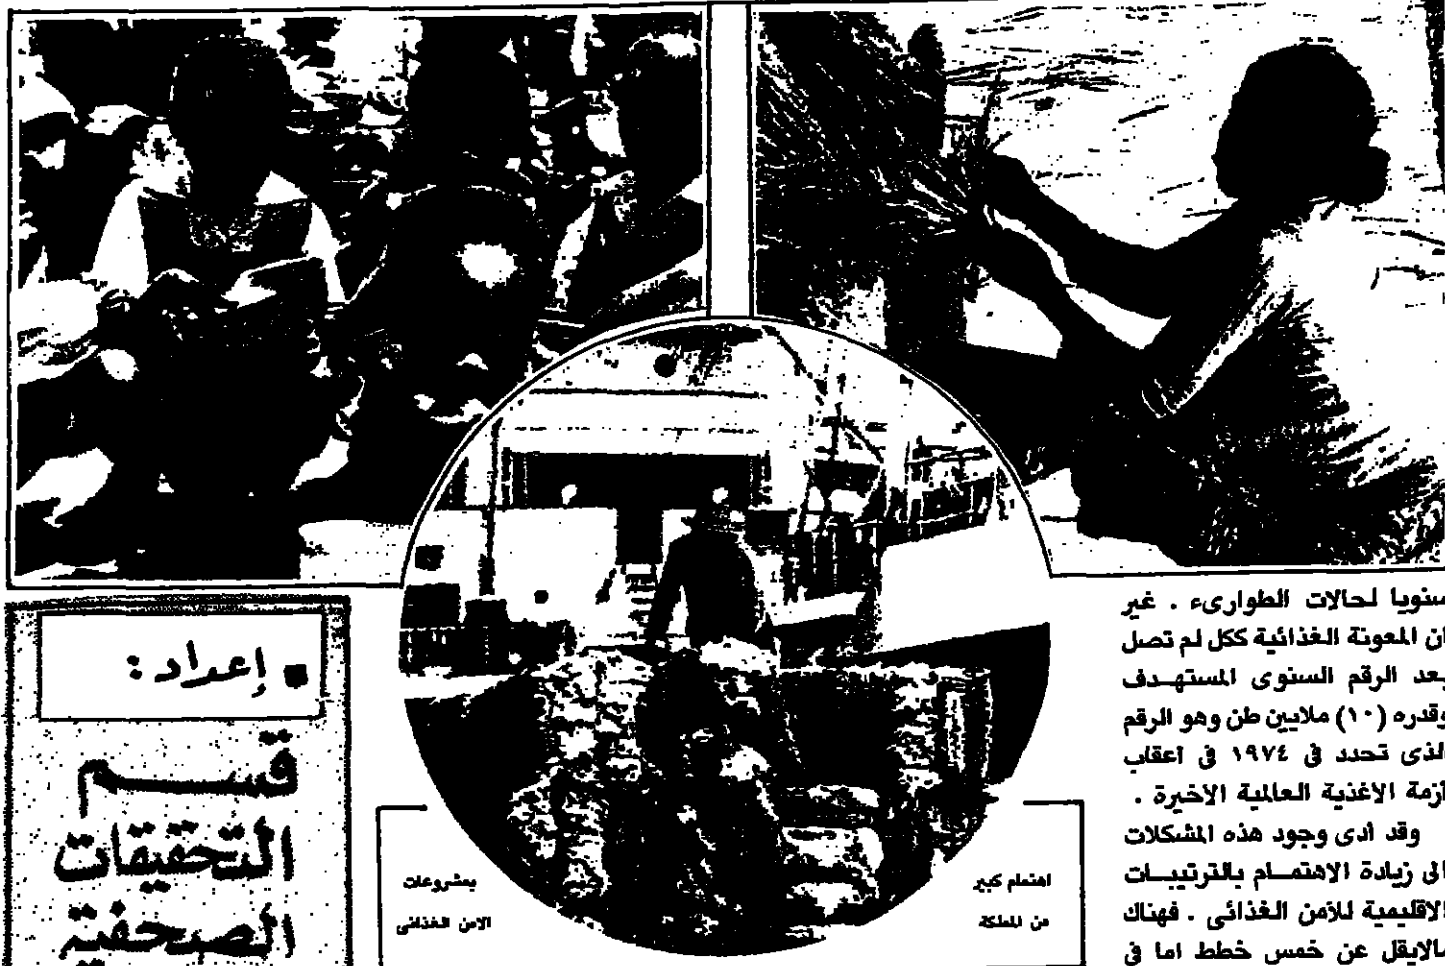 سنويا لحالات الطوارىء . غير
ان المعونة الغذائية ككل لم تصل
بعد الرقم السنوى المستهدف
وقدره (١٠) ملايين طن وهو الرقم
الذى تحدد فى ١٩٧٤ فى اعقاب
أزمة الاغذية العالمية الاخيرة .
وقد أدى وجود هذه المشكلات
الى زيادة الاهتمام بالترتيبات
الاقليمية للأمن الغذائى . فهناك
مالايقل عن خمس خطط اما فى
اهتمام كبير
من المملكة
بمشروعات
الامن الغذائى
إعداد :
قسم
التحقيقات
الصحفية